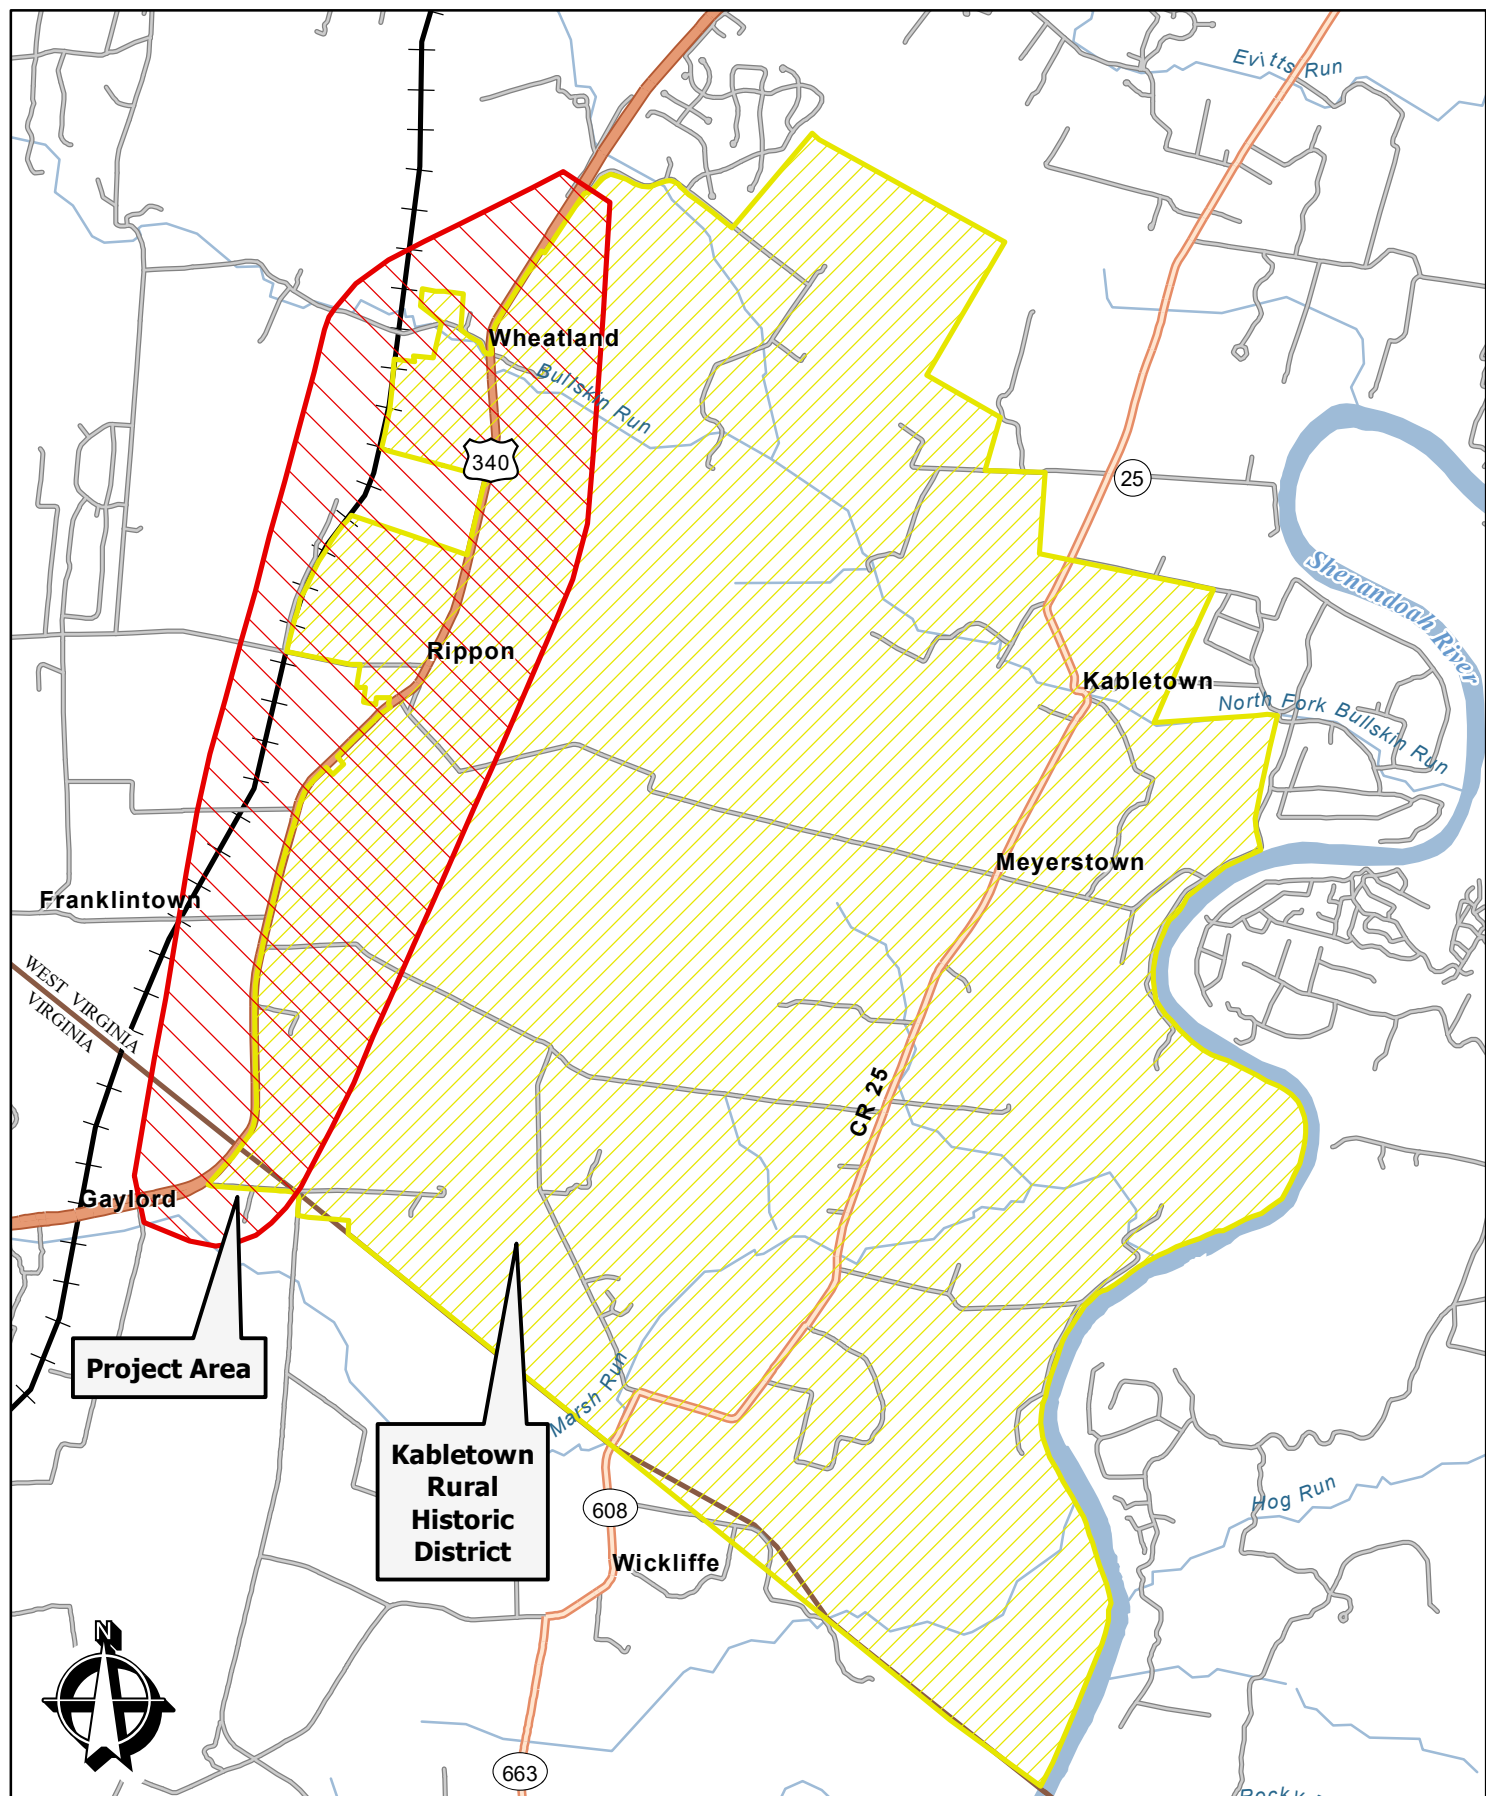 Evitts Run
Wheatland
Bullskin Run
340
25
Shenandoah River
Rippon
Kabletown
North Fork Bullskin Run
Meyerstown
Franklintown
WEST VIRGINIA
VIRGINIA
CR 25
Gaylord
Project Area
Marsh Run
Kabletown
Rural
Historic
District
Hog Run
608
Wickliffe
N
663